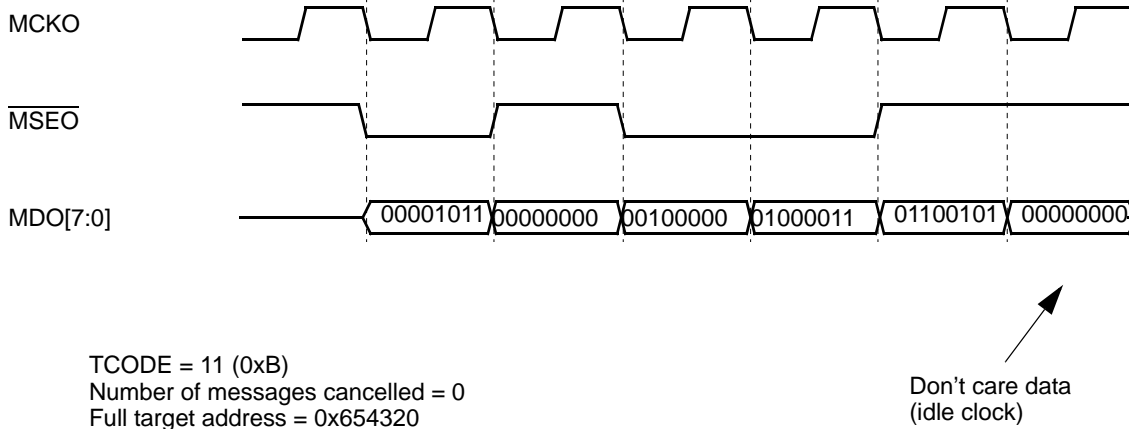 MCKO
MSEO
MDO[7:0]
00001011 00000000 00100000 01000011 01100101 00000000
TCODE = 11 (0xB)
Number of messages cancelled = 0
Full target address = 0x654320
Don't care data
(idle clock)